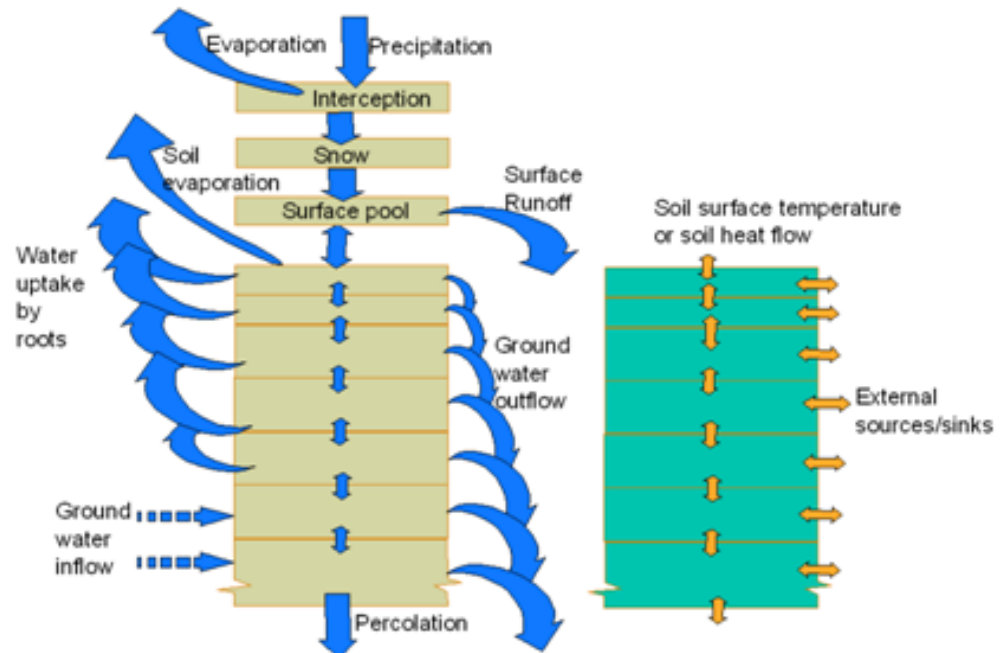 Evaporation
Precipitation
Interception
Snow
Soil
evaporation
Surface pool
Surface
Runoff
Water
uptake
by
roots
Ground
water
outflow
Ground
water
inflow
Percolation
Soil surface temperature
or soil heat flow
External
sources/sinks